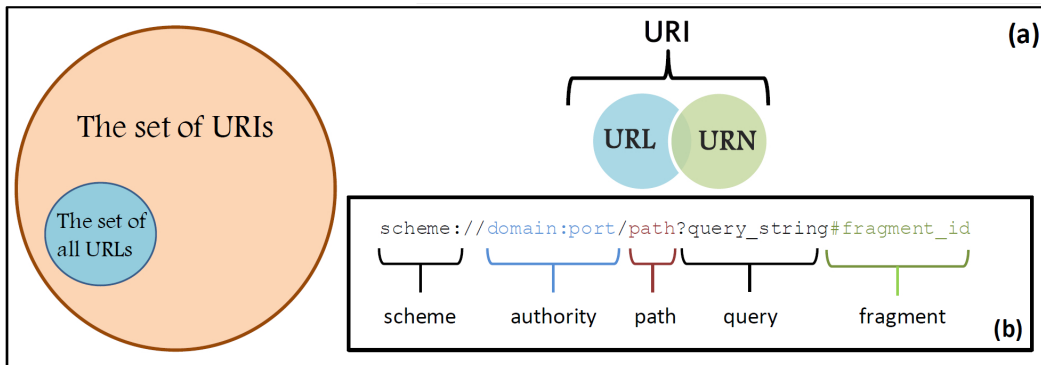 URI
(a)
The set of URIs
URL
URN
The set of
all URLs
scheme://domain:port/path?query_string#fragment_id
scheme authority path query fragment
(b)